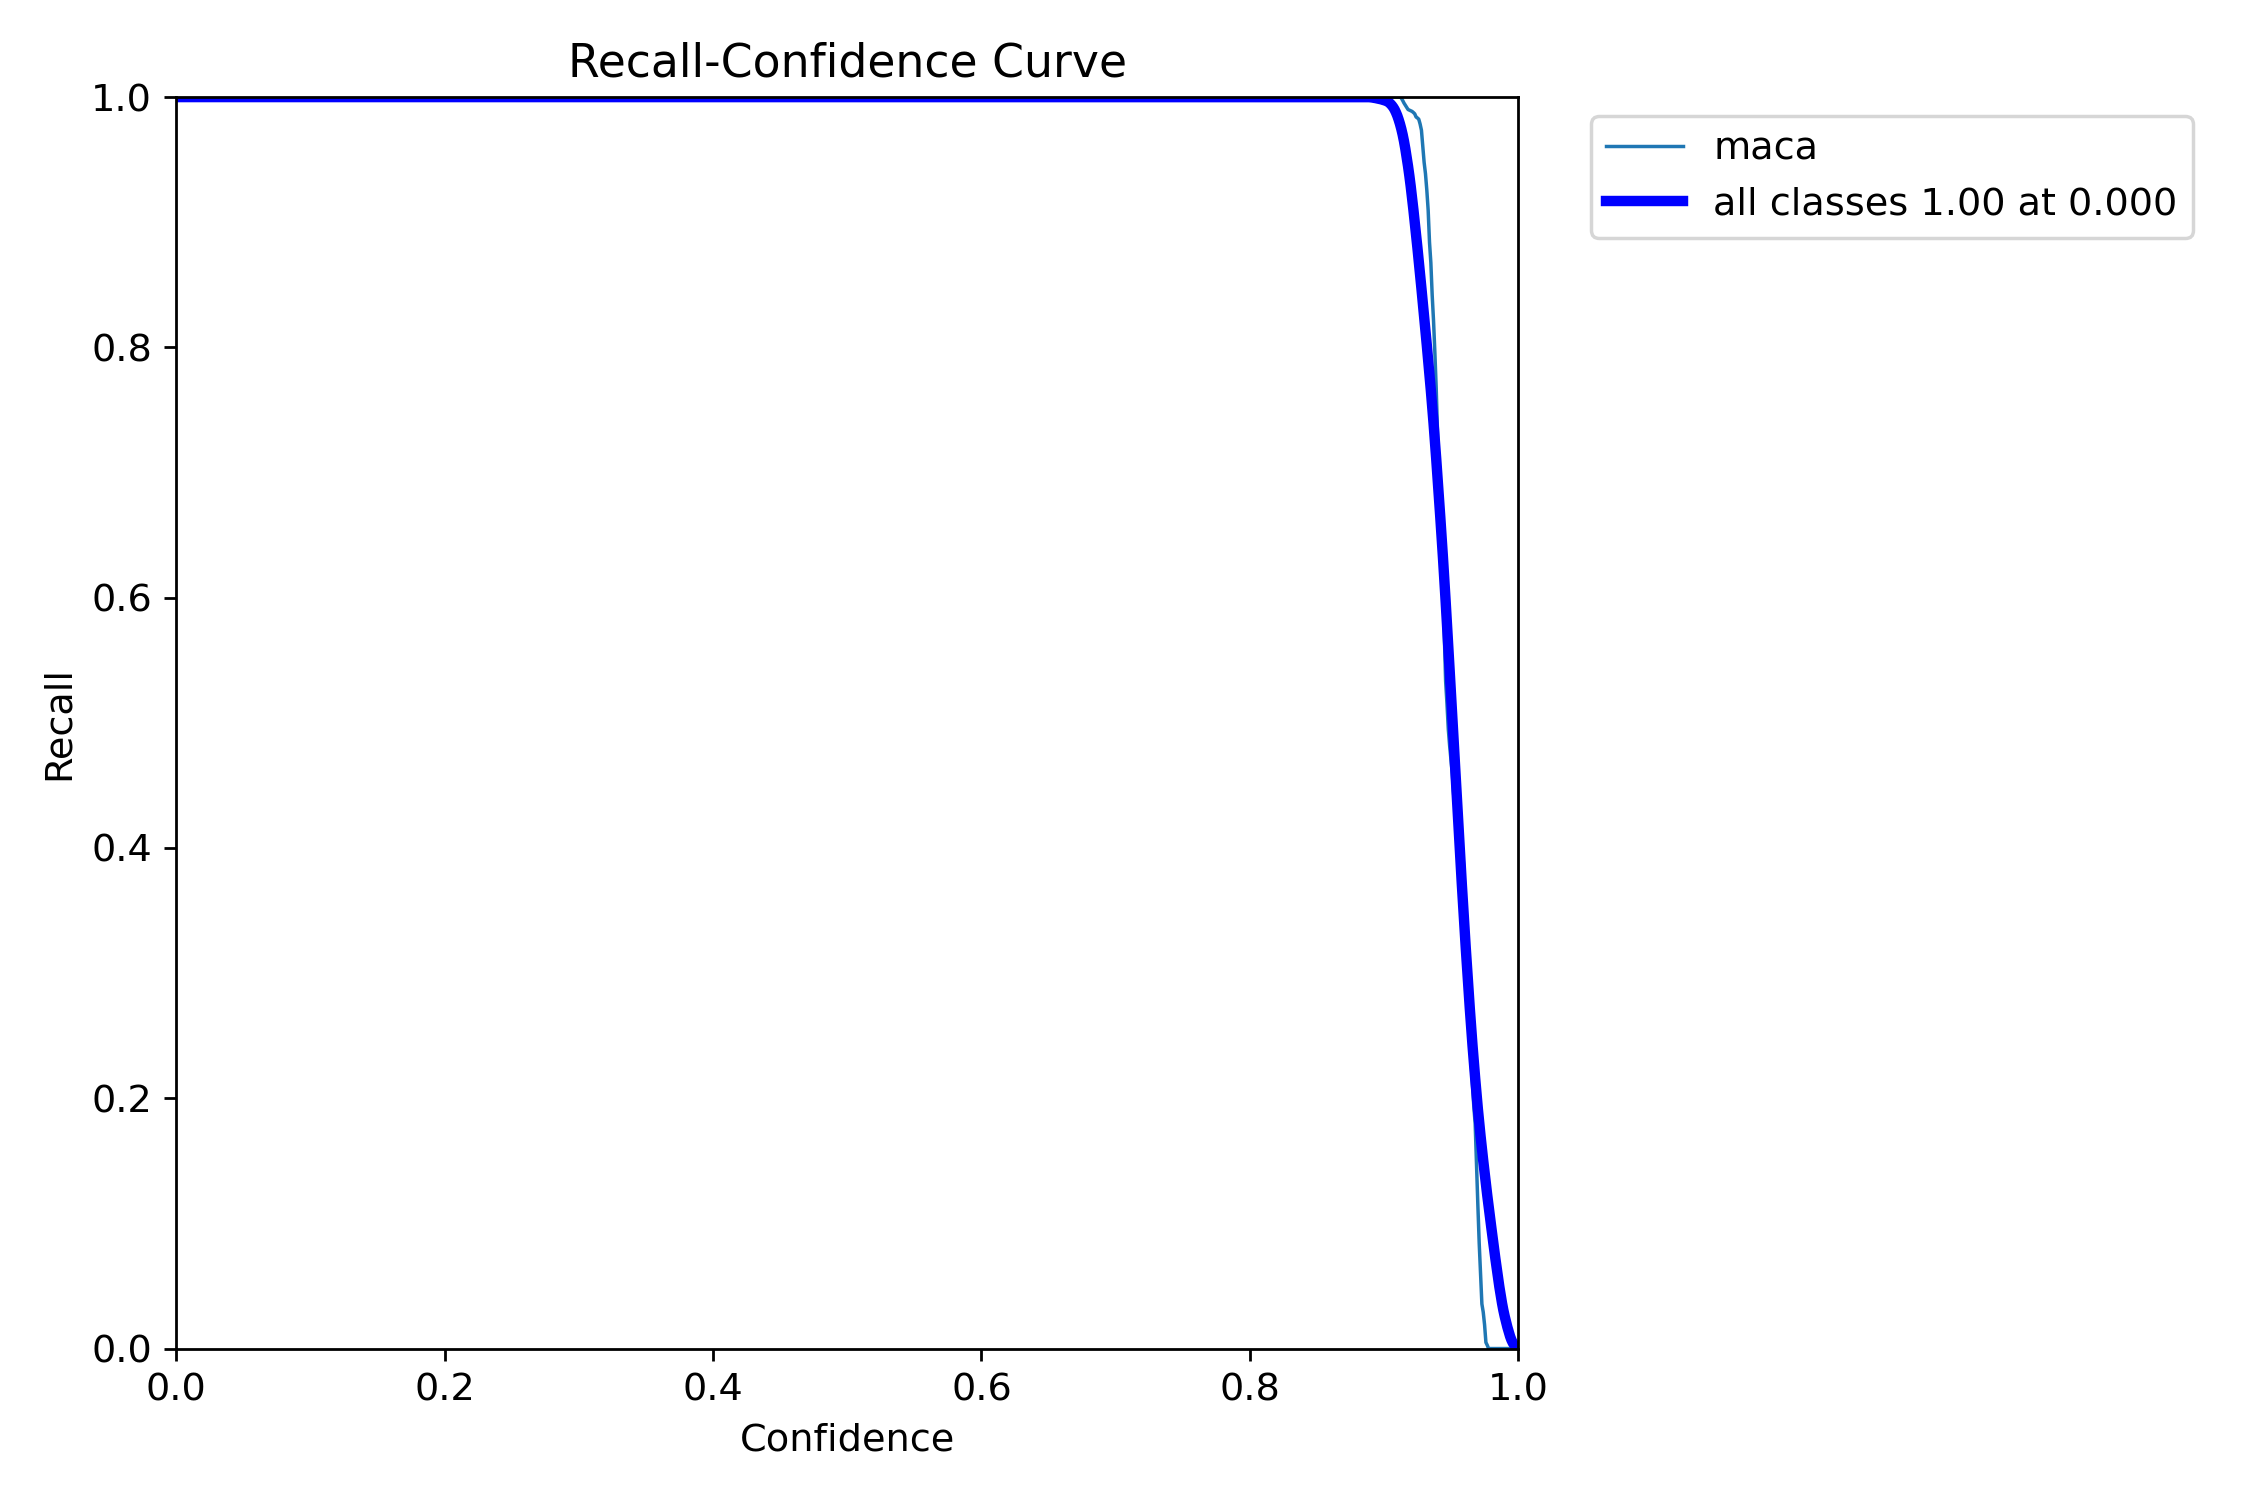 Recall-Confidence Curve
1.0
0.8
0.6
0.4
0.2
0.0
Recall
0.0 0.2 0.4 0.6 0.8 1.0
Confidence
maca
all classes 1.00 at 0.000